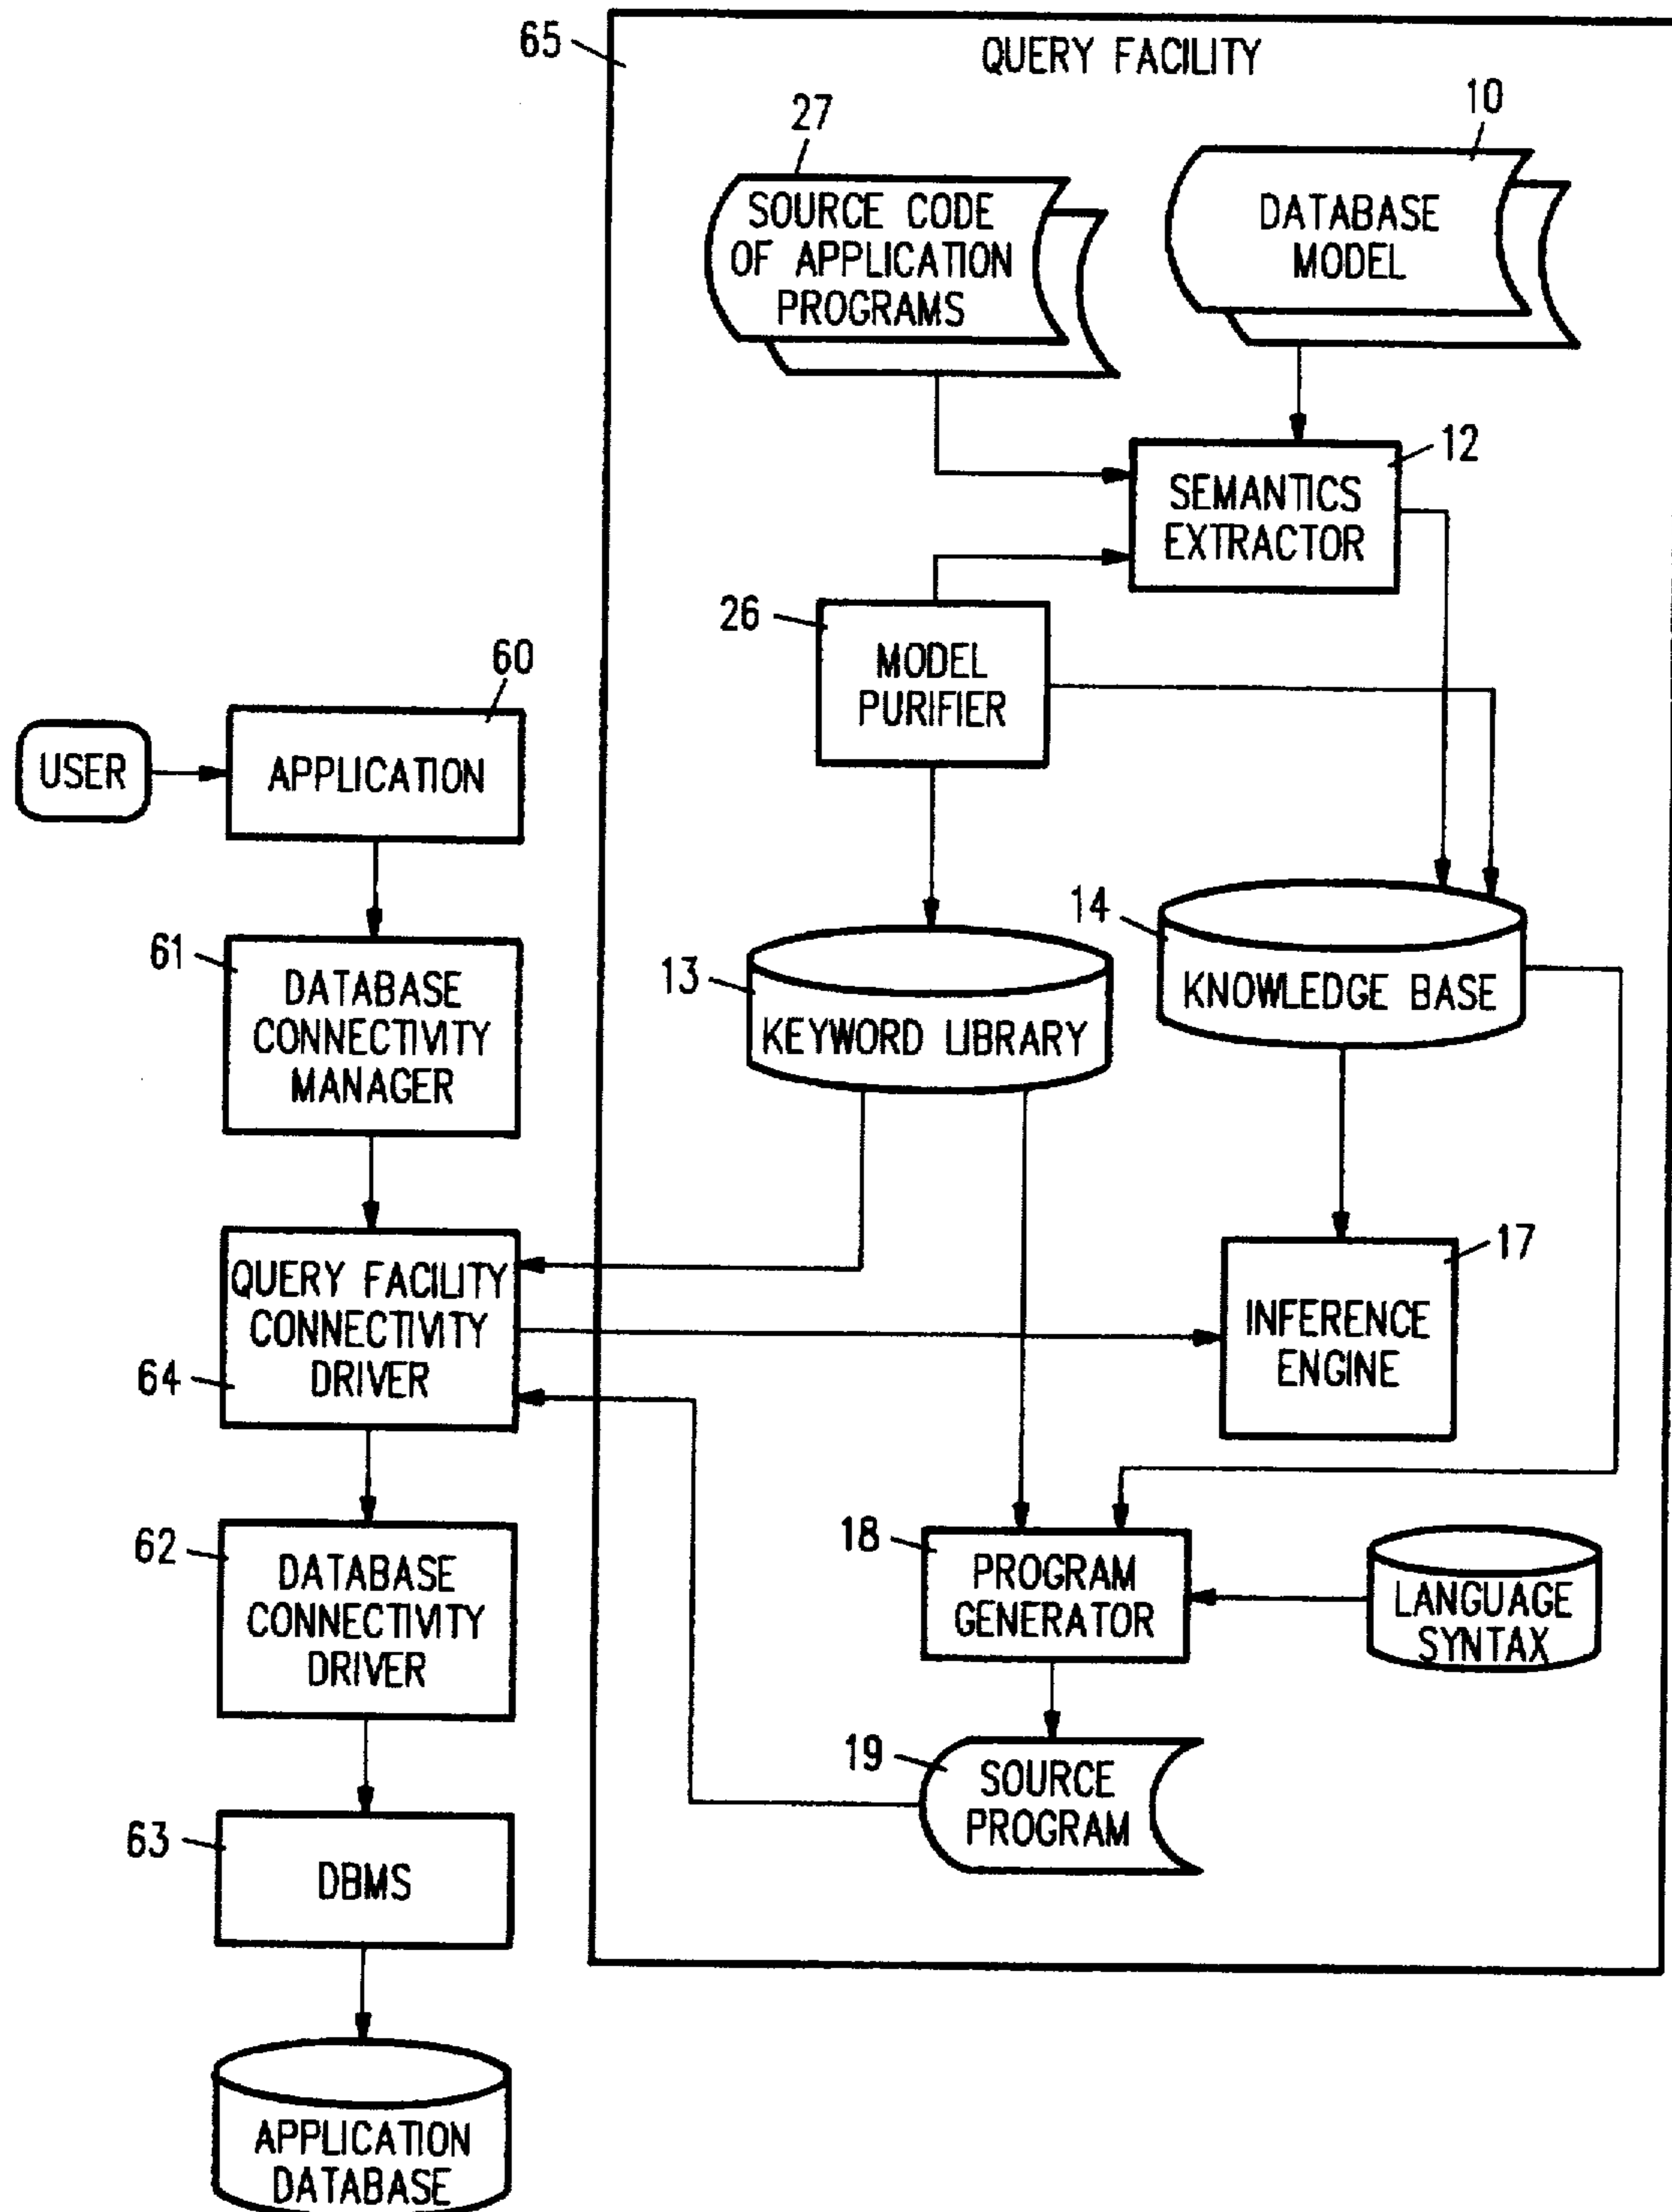 65
QUERY FACILITY
27
10
SOURCE CODE
OF APPLICATION
PROGRAMS
DATABASE
MODEL
12
SEMANTICS
EXTRACTOR
26
MODEL
PURIFIER
60
USER
APPLICATION
14
KNOWLEDGE BASE
13
KEYWORD LIBRARY
61
DATABASE
CONNECTIVITY
MANAGER
17
INFERENCE
ENGINE
QUERY FACILITY
CONNECTIVITY
DRIVER
64
18
PROGRAM
GENERATOR
LANGUAGE
SYNTAX
62
DATABASE
CONNECTIVITY
DRIVER
19
SOURCE
PROGRAM
63
DBMS
APPLICATION
DATABASE